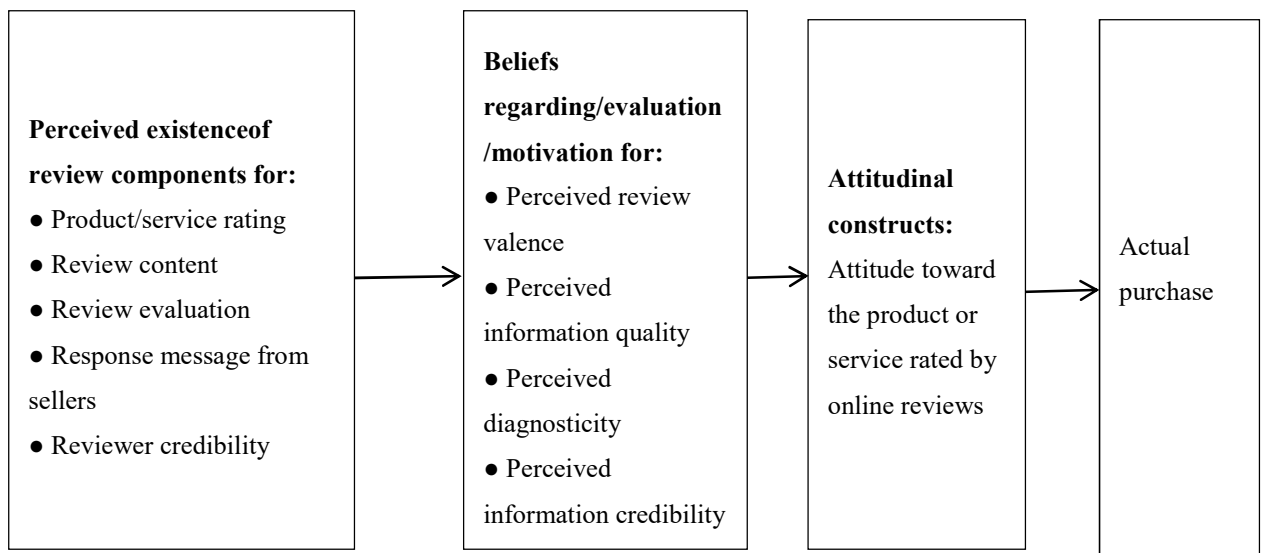 Perceived existenceof
review components for:
● Product/service rating
● Review content
● Review evaluation
● Response message from
sellers
● Reviewer credibility
Beliefs
regarding/evaluation
/motivation for:
● Perceived review
valence
● Perceived
information quality
● Perceived
diagnosticity
● Perceived
information credibility
Attitudinal
constructs:
Attitude toward
the product or
service rated by
online reviews
Actual
purchase